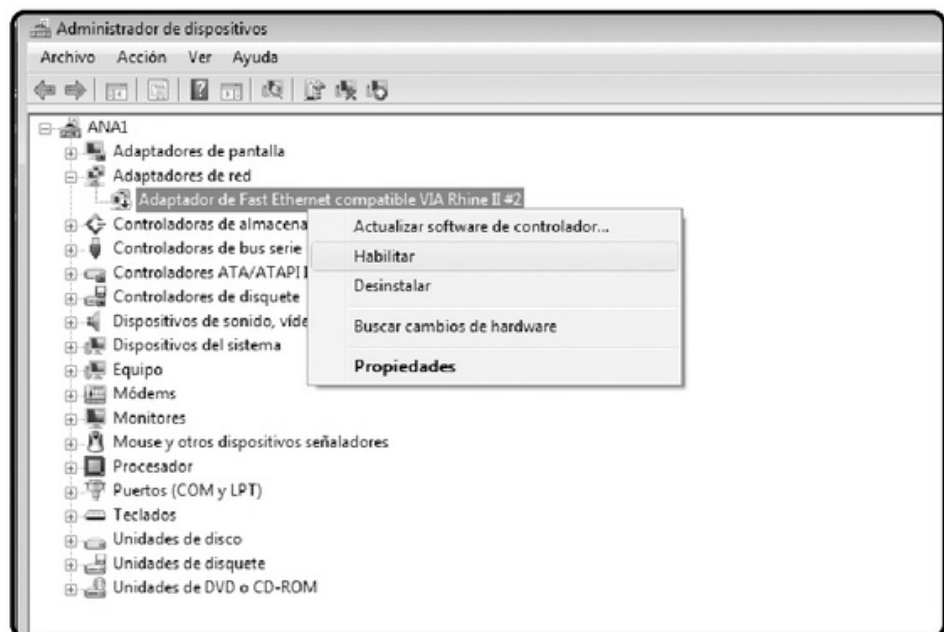 Administrador de dispositivos
Archivo Acción Ver Ayuda
ANA1
Adaptadores de pantalla
Adaptadores de red
Adaptador de Fast Ethernet compatible VIA Rhine II #2
Controladoras de almacena
Controladoras de bus serie
Controladores ATA/ATAPI I
Controladores de disquete
Dispositivos de sonido, víde
Dispositivos del sistema
Equipo
Módems
Monitores
Mouse y otros dispositivos señaladores
Procesador
Puertos (COM y LPT)
Teclados
Unidades de disco
Unidades de disquete
Unidades de DVD o CD-ROM
Actualizar software de controlador...
Habilitar
Desinstalar
Buscar cambios de hardware
Propiedades